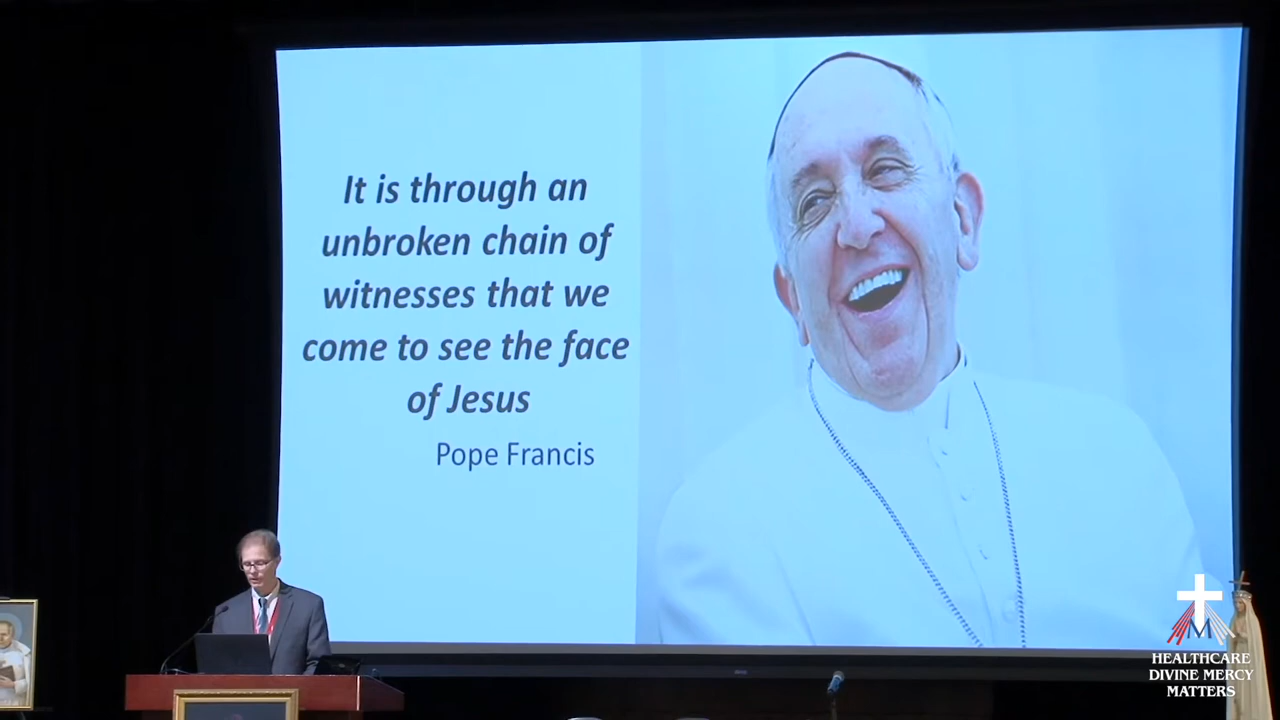 It is through an
unbroken chain of
witnesses that we
come to see the face
of Jesus
Pope Francis
M
HEALTHCARE
DIVINE MERCY
MATTERS